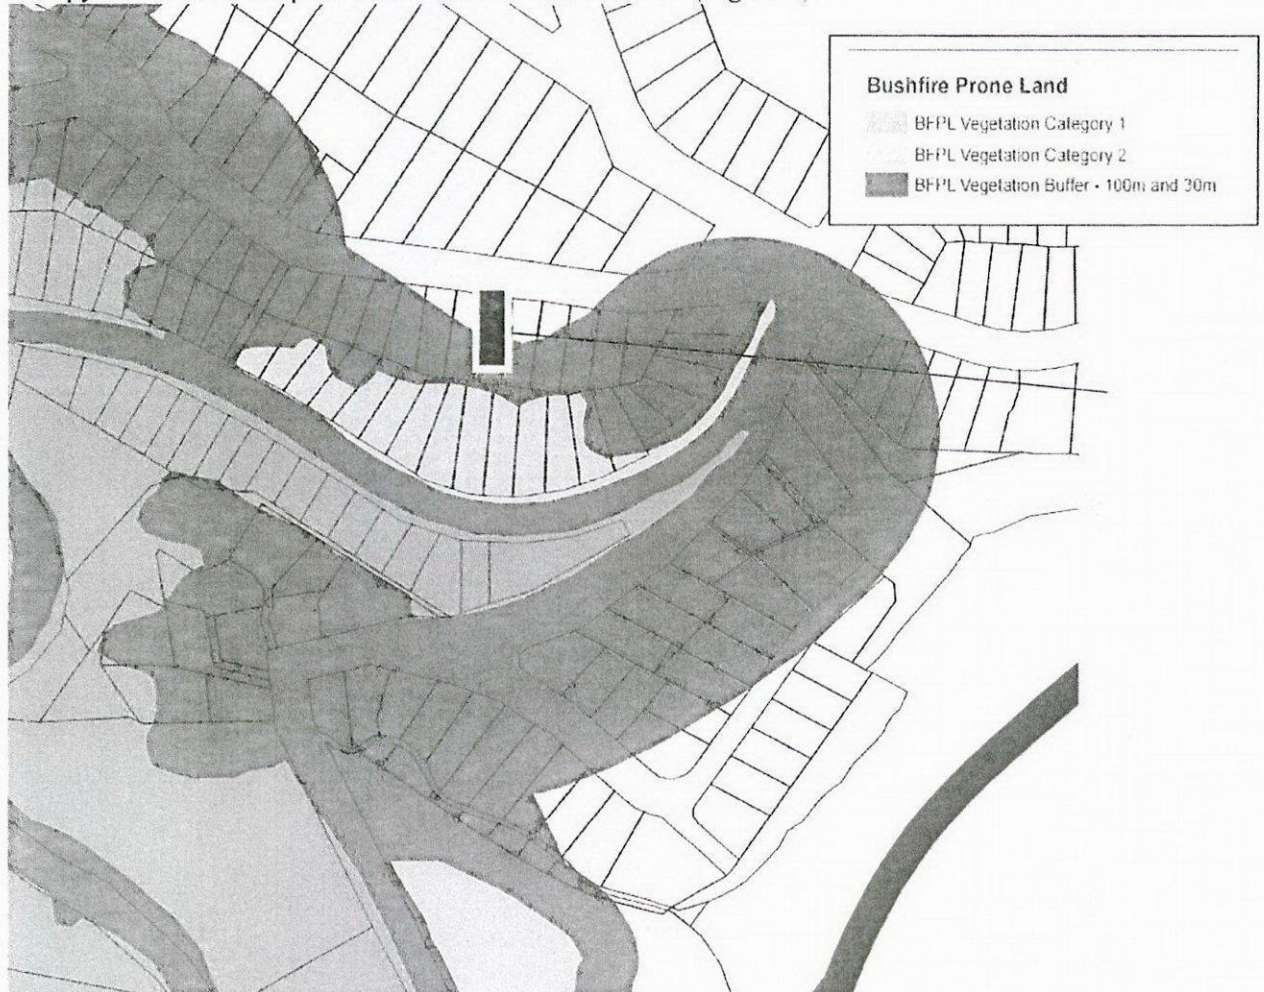 Bushfire Prone Land
BFPL Vegetation Category 1
BFPL Vegetation Category 2
BFPL Vegetation Buffer - 100m and 30m